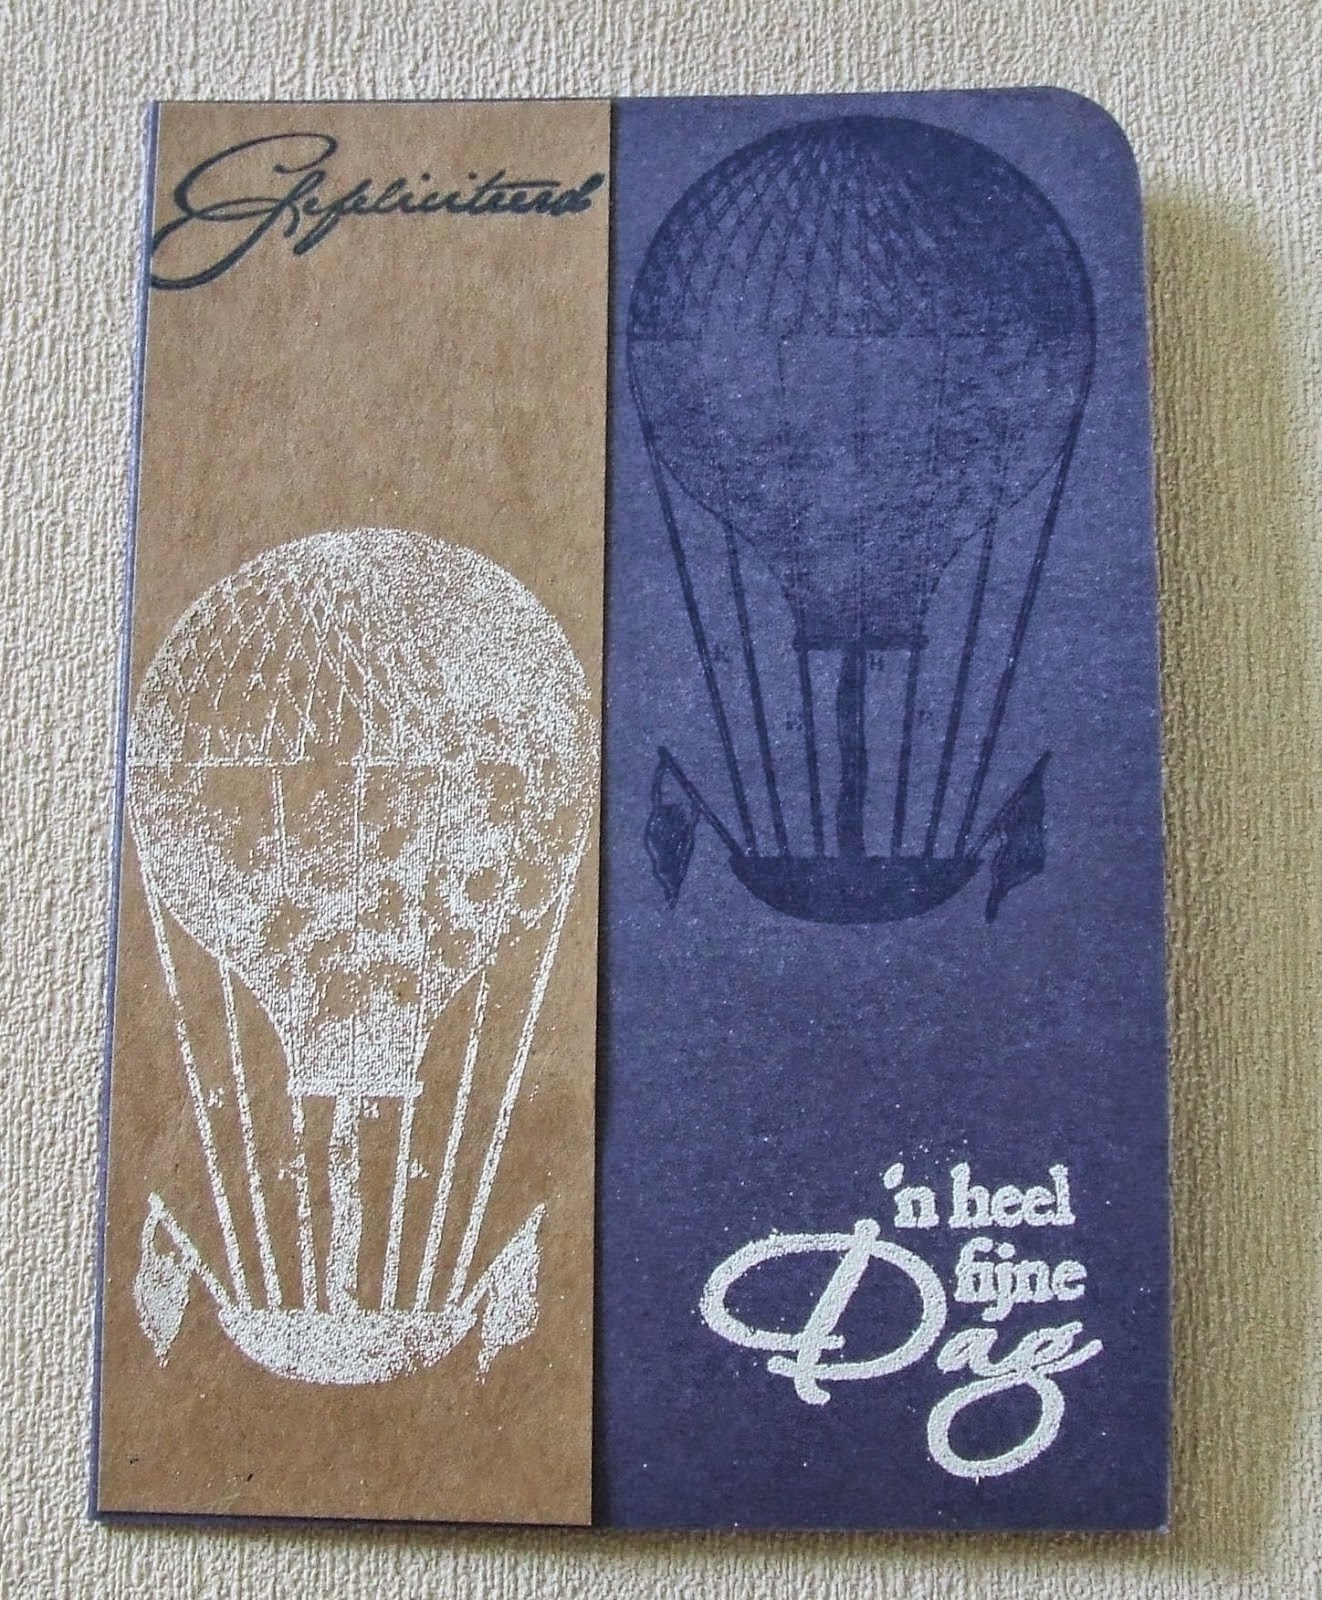 Gefeliciteerd
'n heel
fijne
Dag